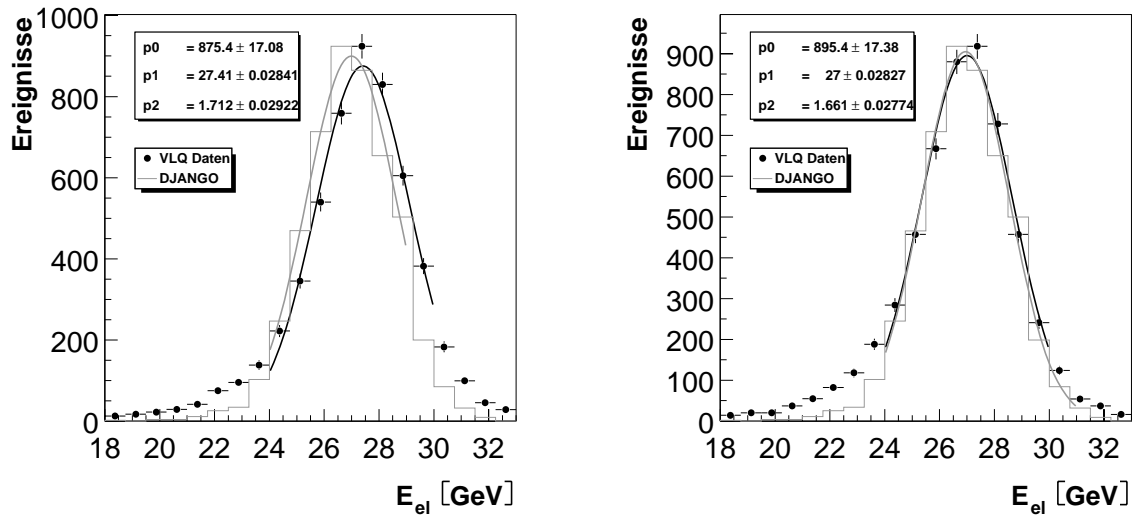 Ereignisse
1000
800
600
400
200
0
p0 = 875.4 ± 17.08
p1 = 27.41 ± 0.02841
p2 = 1.712 ± 0.02922
VLQ Daten
DJANGO
18 20 22 24 26 28 30 32
E_el [GeV]
Ereignisse
900
800
700
600
500
400
300
200
100
0
p0 = 895.4 ± 17.38
p1 = 27 ± 0.02827
p2 = 1.661 ± 0.02774
VLQ Daten
DJANGO
18 20 22 24 26 28 30 32
E_el [GeV]